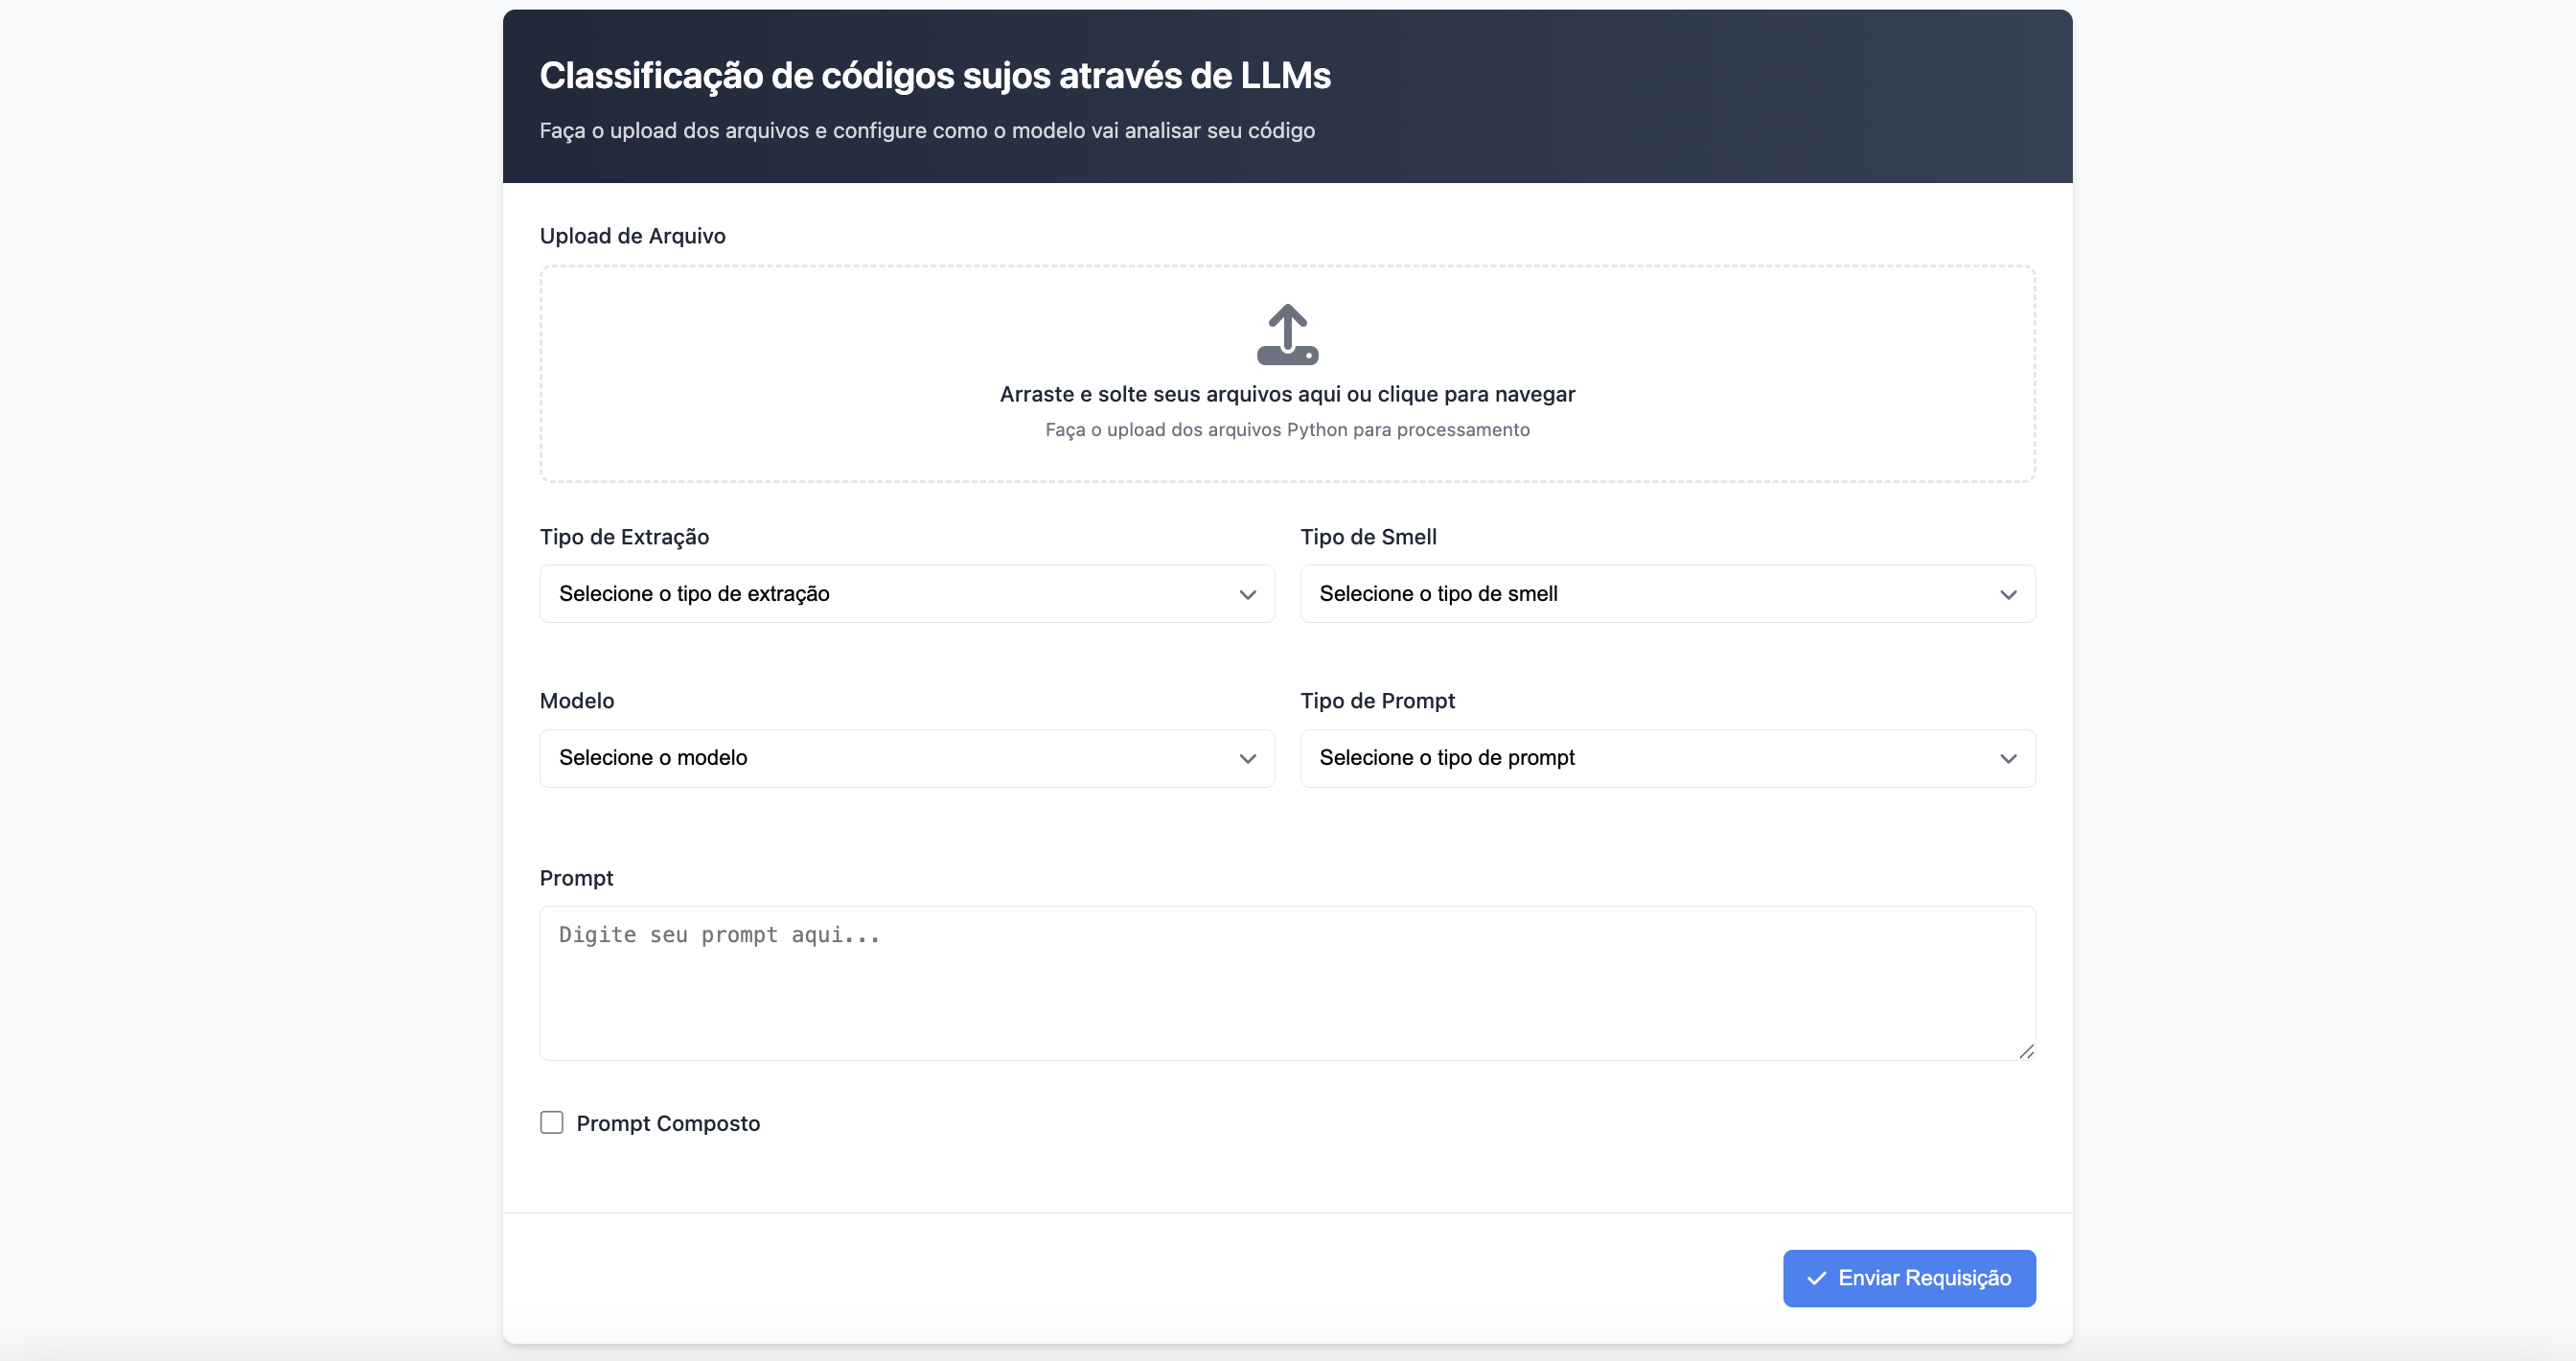 Classificação de códigos sujos através de LLMs
Faça o upload dos arquivos e configure como o modelo vai analisar seu código
Upload de Arquivo
Arraste e solte seus arquivos aqui ou clique para navegar
Faça o upload dos arquivos Python para processamento
Tipo de Extração
Tipo de Smell
Selecione o tipo de extração
Selecione o tipo de smell
Modelo
Tipo de Prompt
Selecione o modelo
Selecione o tipo de prompt
Prompt
Digite seu prompt aqui...
Prompt Composto
Enviar Requisição